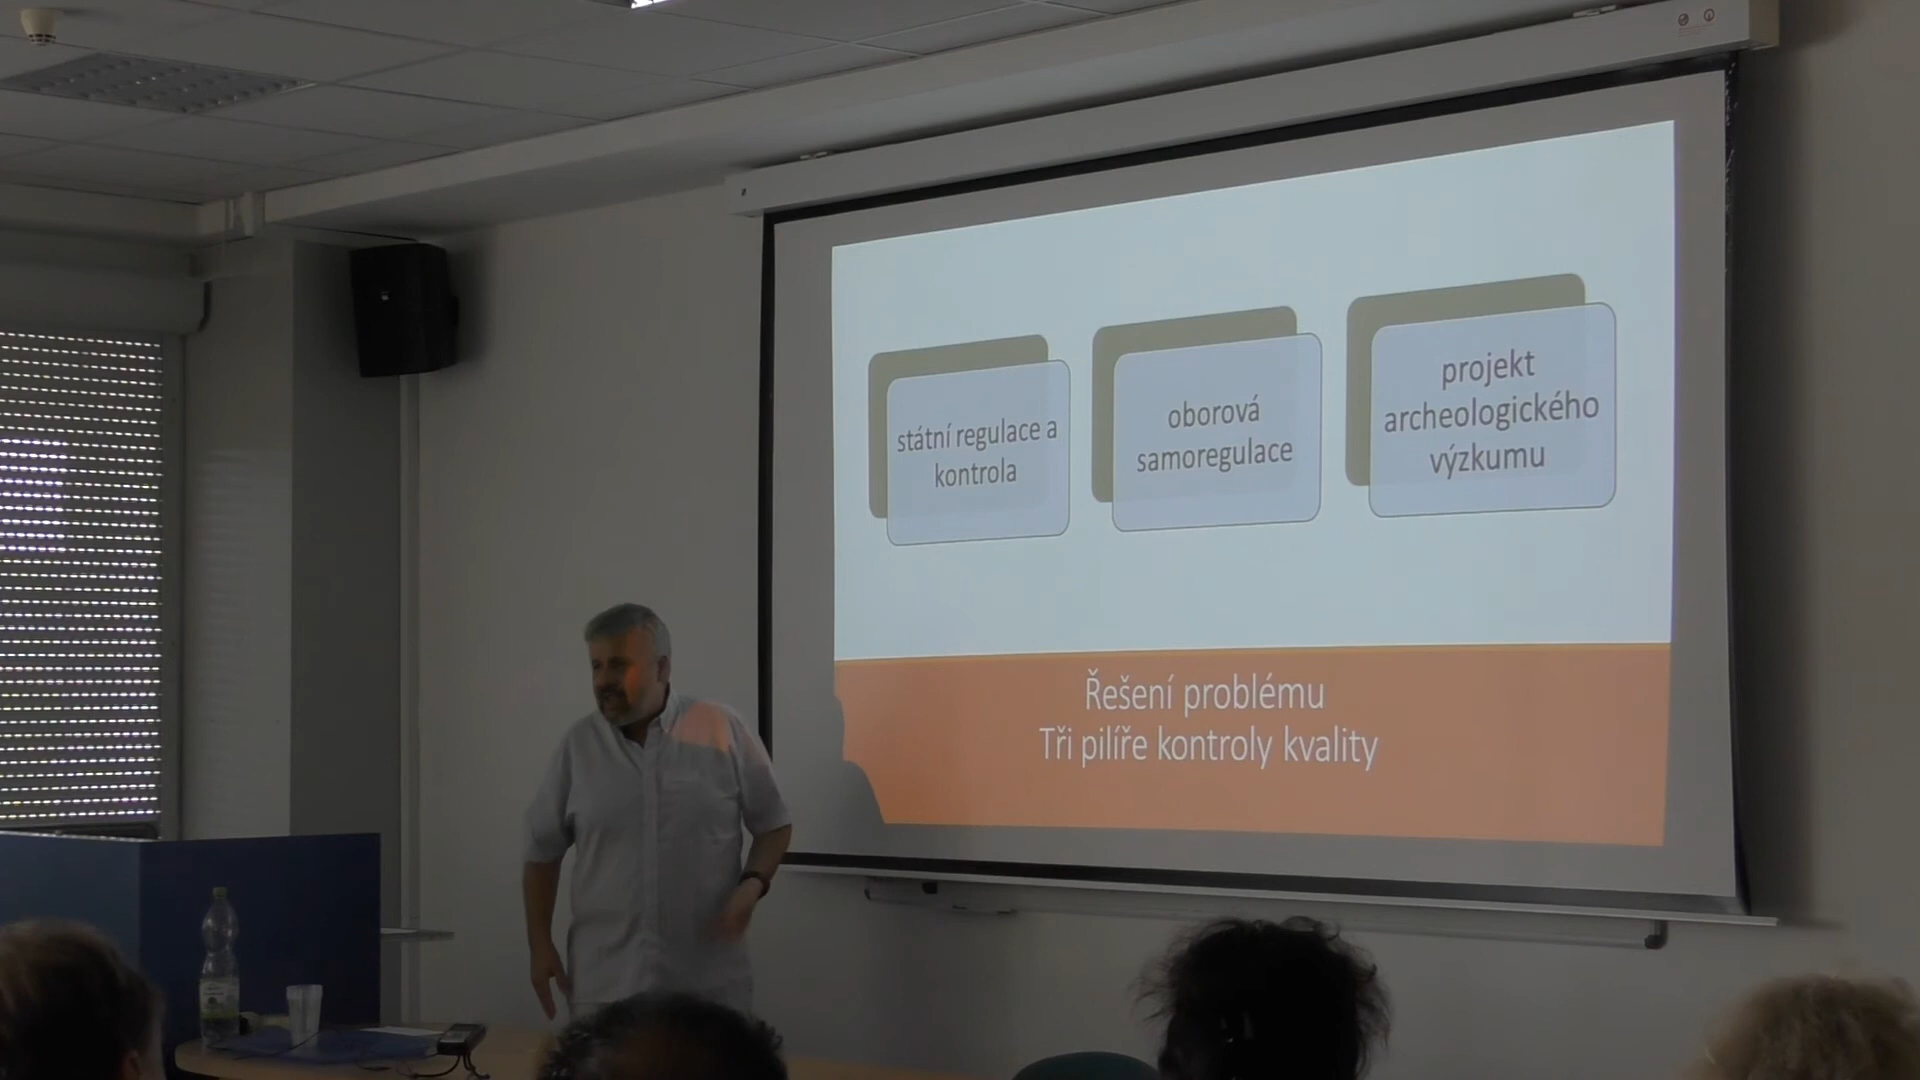 státní regulace a
kontrola
oborová
samoregulace
projekt
archeologického
výzkumu
Řešení problému
Tři pilíře kontroly kvality